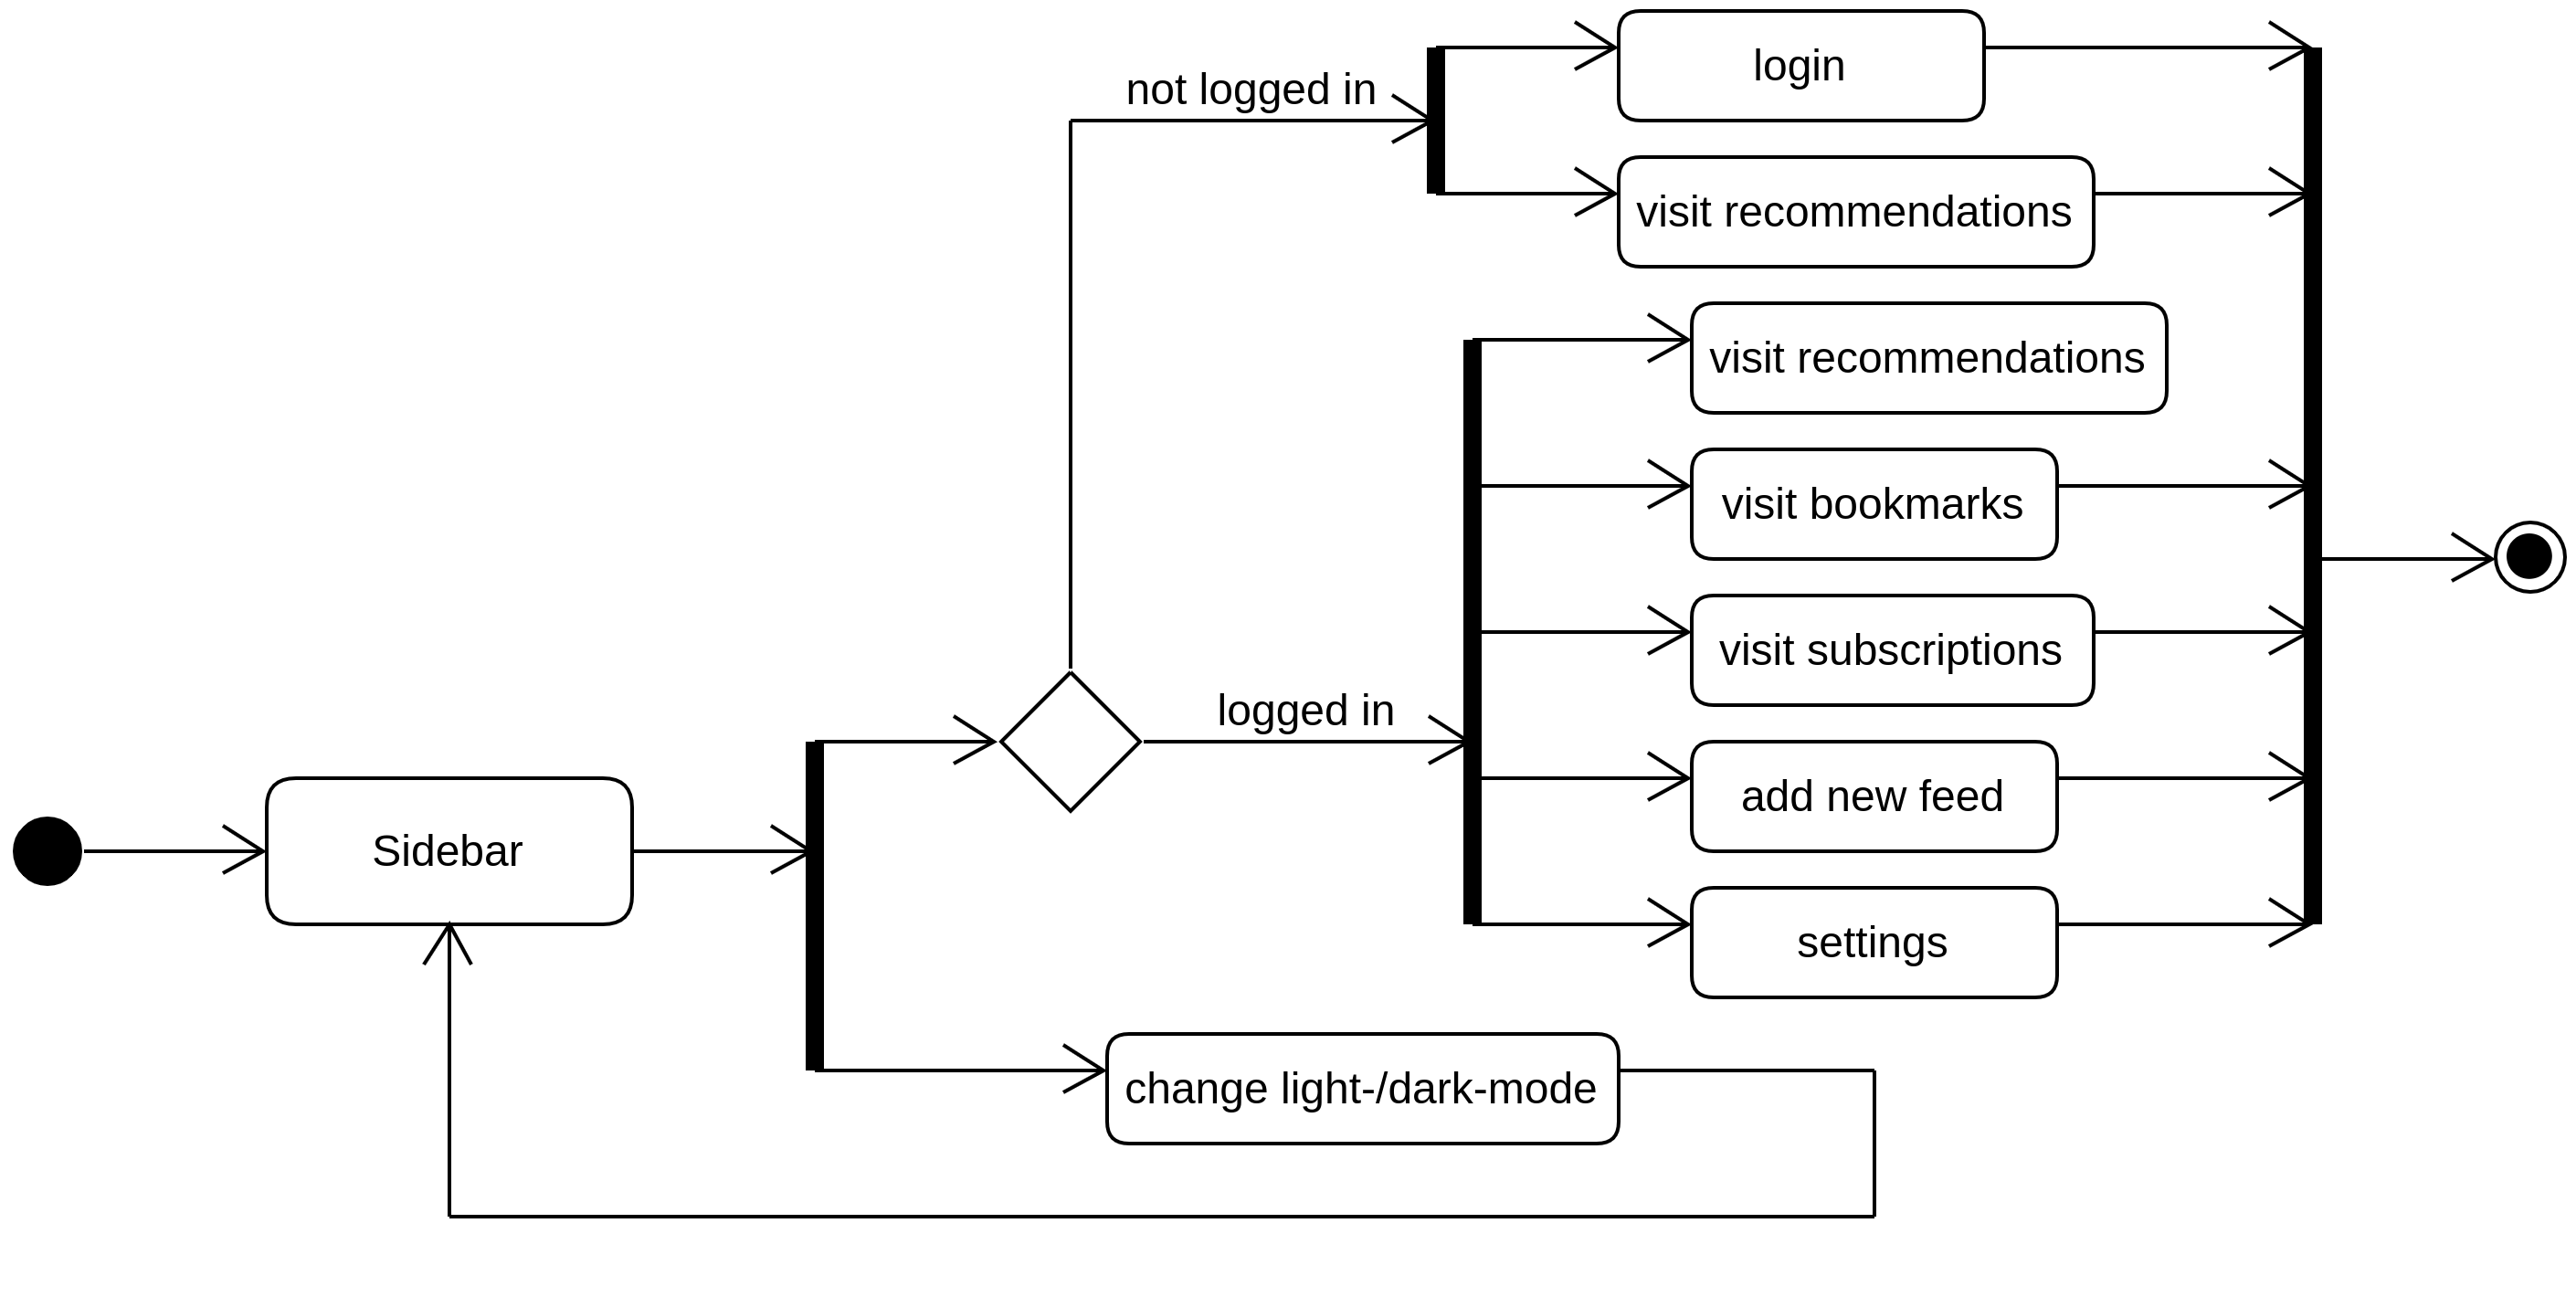 login
not logged in
visit recommendations
visit recommendations
visit bookmarks
visit subscriptions
logged in
add new feed
Sidebar
settings
change light-/dark-mode